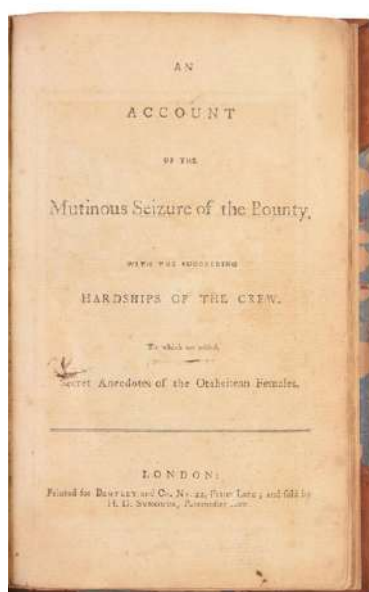 AN
ACCOUNT
OF THE
Mutinous Seizure of the Bounty,
WITH THE SUCCEEDING
HARDSHIPS OF THE CREW.
To which are added,
Secret Anecdotes of the Otaheitean Females.
LONDON:
Printed for BENTLEY and Co. No. 22, Lane; and sold by
H. D. SYMONDS, Paternoster